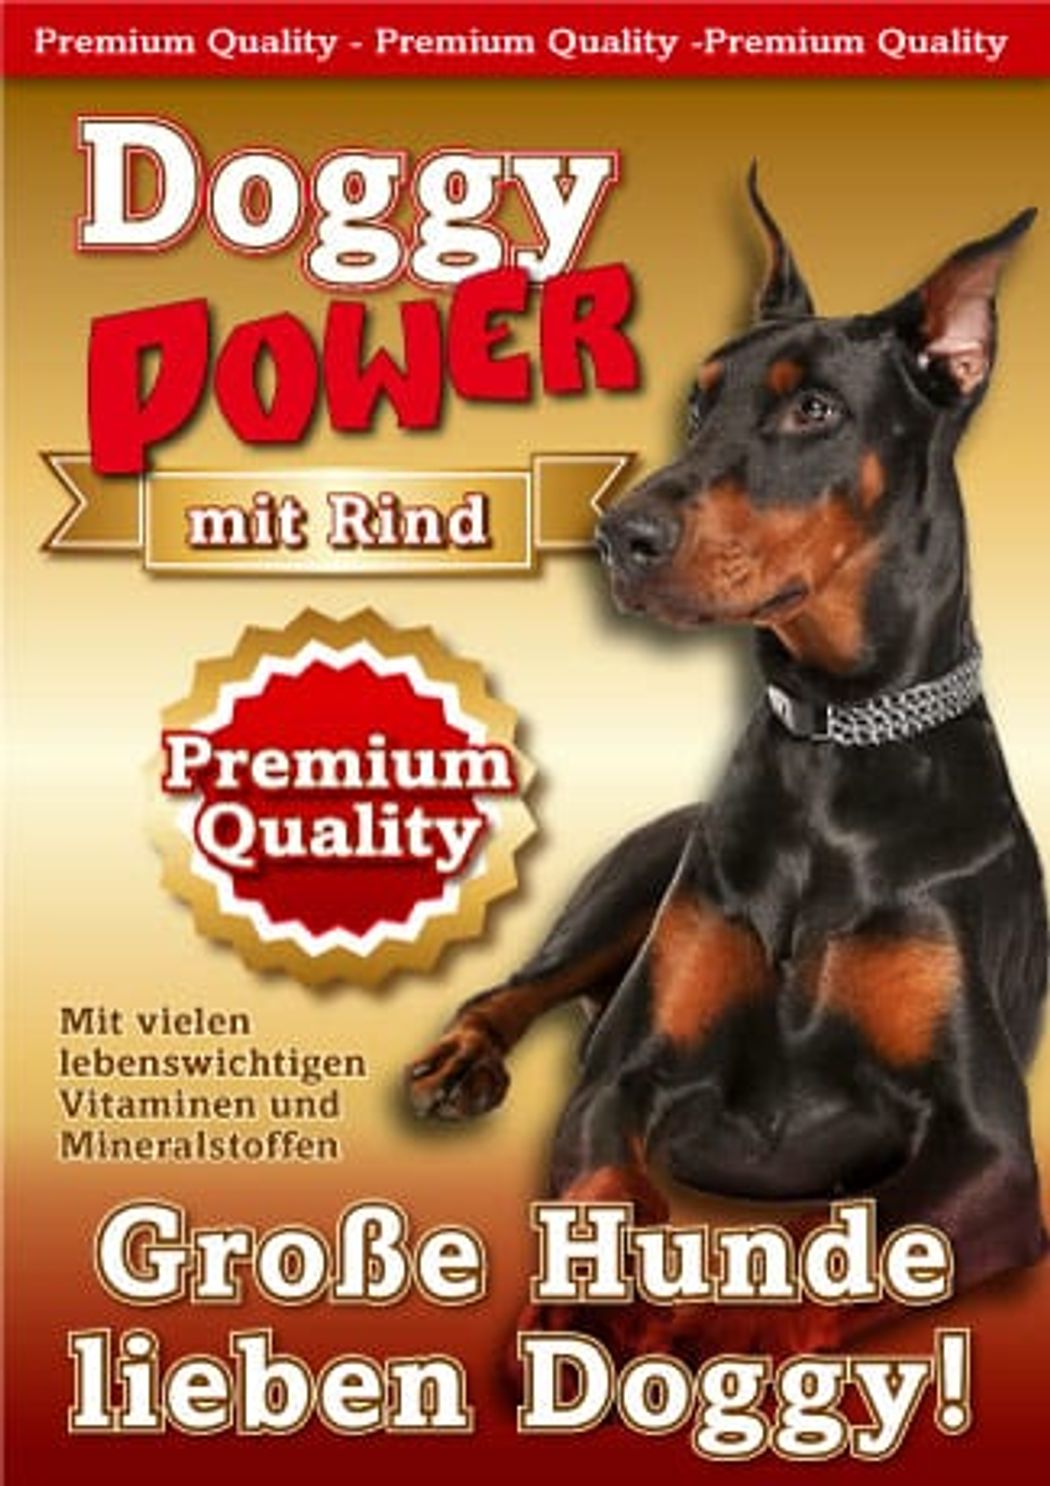 Premium Quality - Premium Quality -Premium Quality
Doggy
POWER
mit Rind
Premium
Quality
Mit vielen
lebenswichtigen
Vitaminen und
Mineralstoffen
Große Hunde
lieben Doggy!